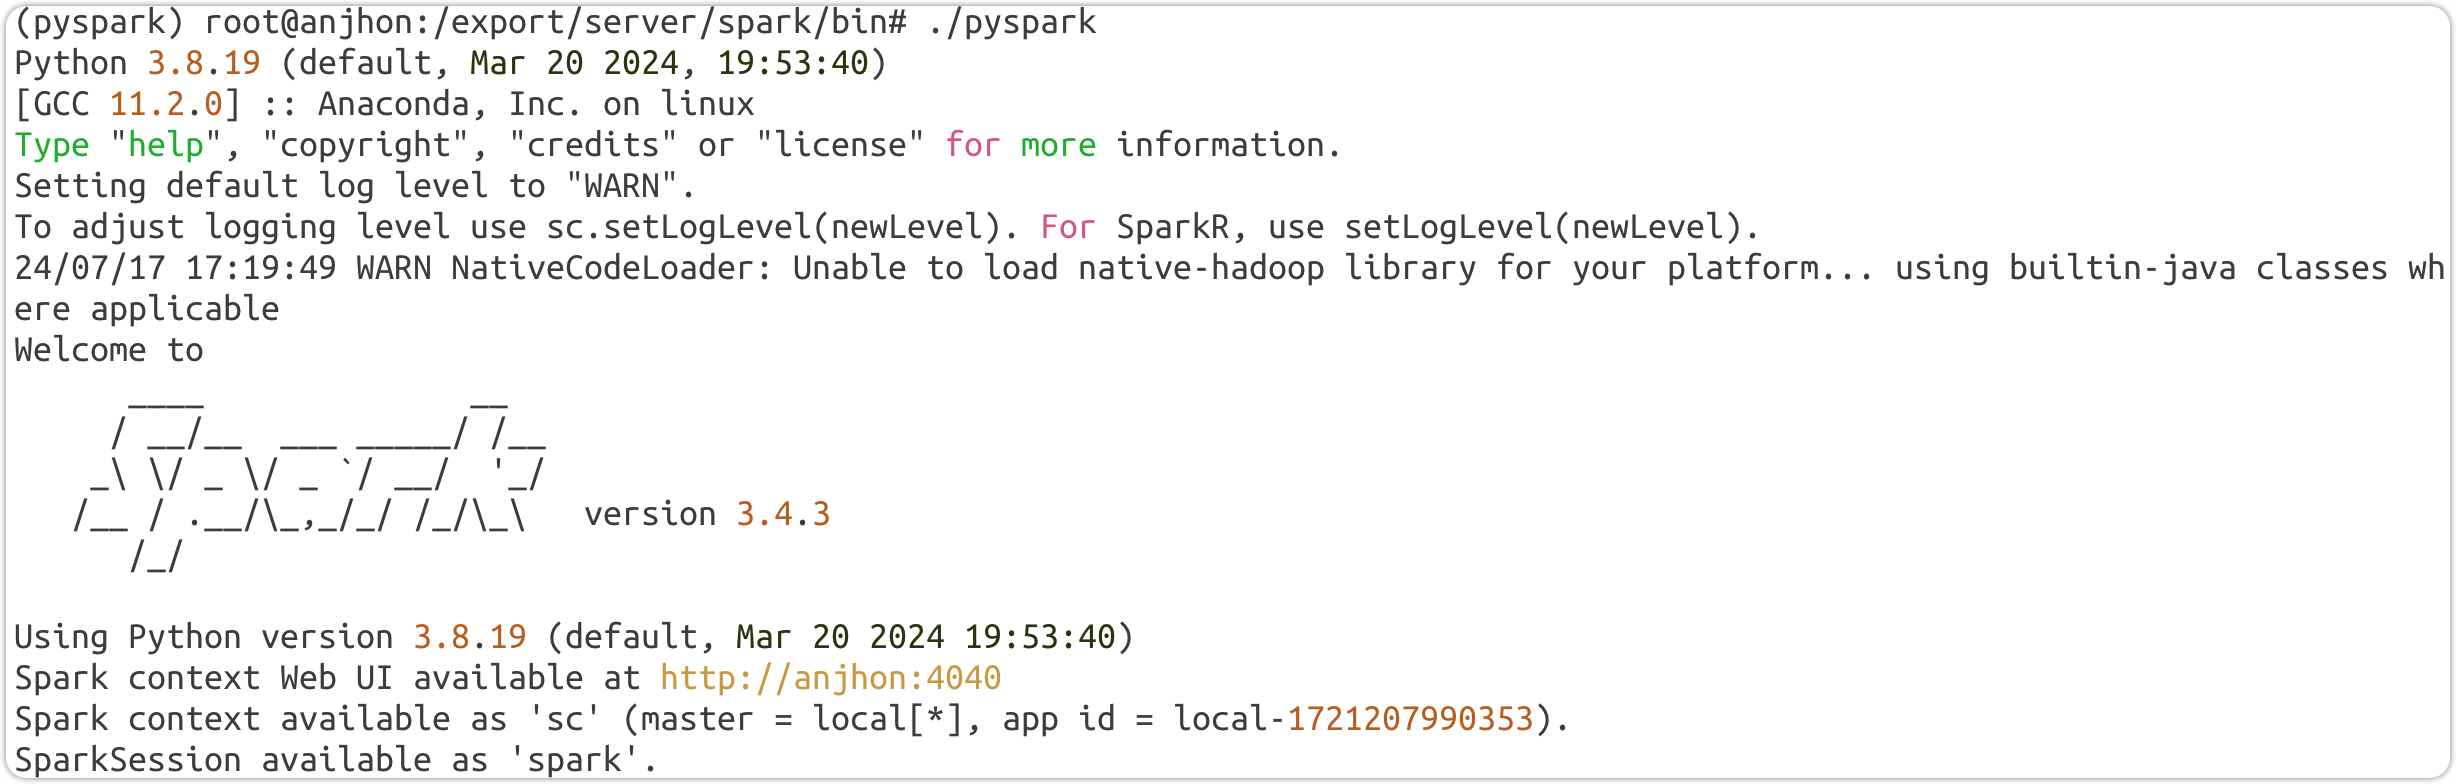 (pyspark) root@anjhon:/export/server/spark/bin# ./pyspark
Python 3.8.19 (default, Mar 20 2024, 19:53:40)
[GCC 11.2.0] :: Anaconda, Inc. on linux
Type "help", "copyright", "credits" or "license" for more information.
Setting default log level to "WARN".
To adjust logging level use sc.setLogLevel(newLevel). For SparkR, use setLogLevel(newLevel).
24/07/17 17:19:49 WARN NativeCodeLoader: Unable to load native-hadoop library for your platform... using builtin-java classes wh
ere applicable
Welcome to
      ____              __
     / __/__  ___ _____/ /__
    _\ \/ _ \/ _ `/ __/  '_/
   /__ / .__/\_,_/_/ /_/\_\   version 3.4.3
      /_/
Using Python version 3.8.19 (default, Mar 20 2024 19:53:40)
Spark context Web UI available at http://anjhon:4040
Spark context available as 'sc' (master = local[*], app id = local-1721207990353).
SparkSession available as 'spark'.